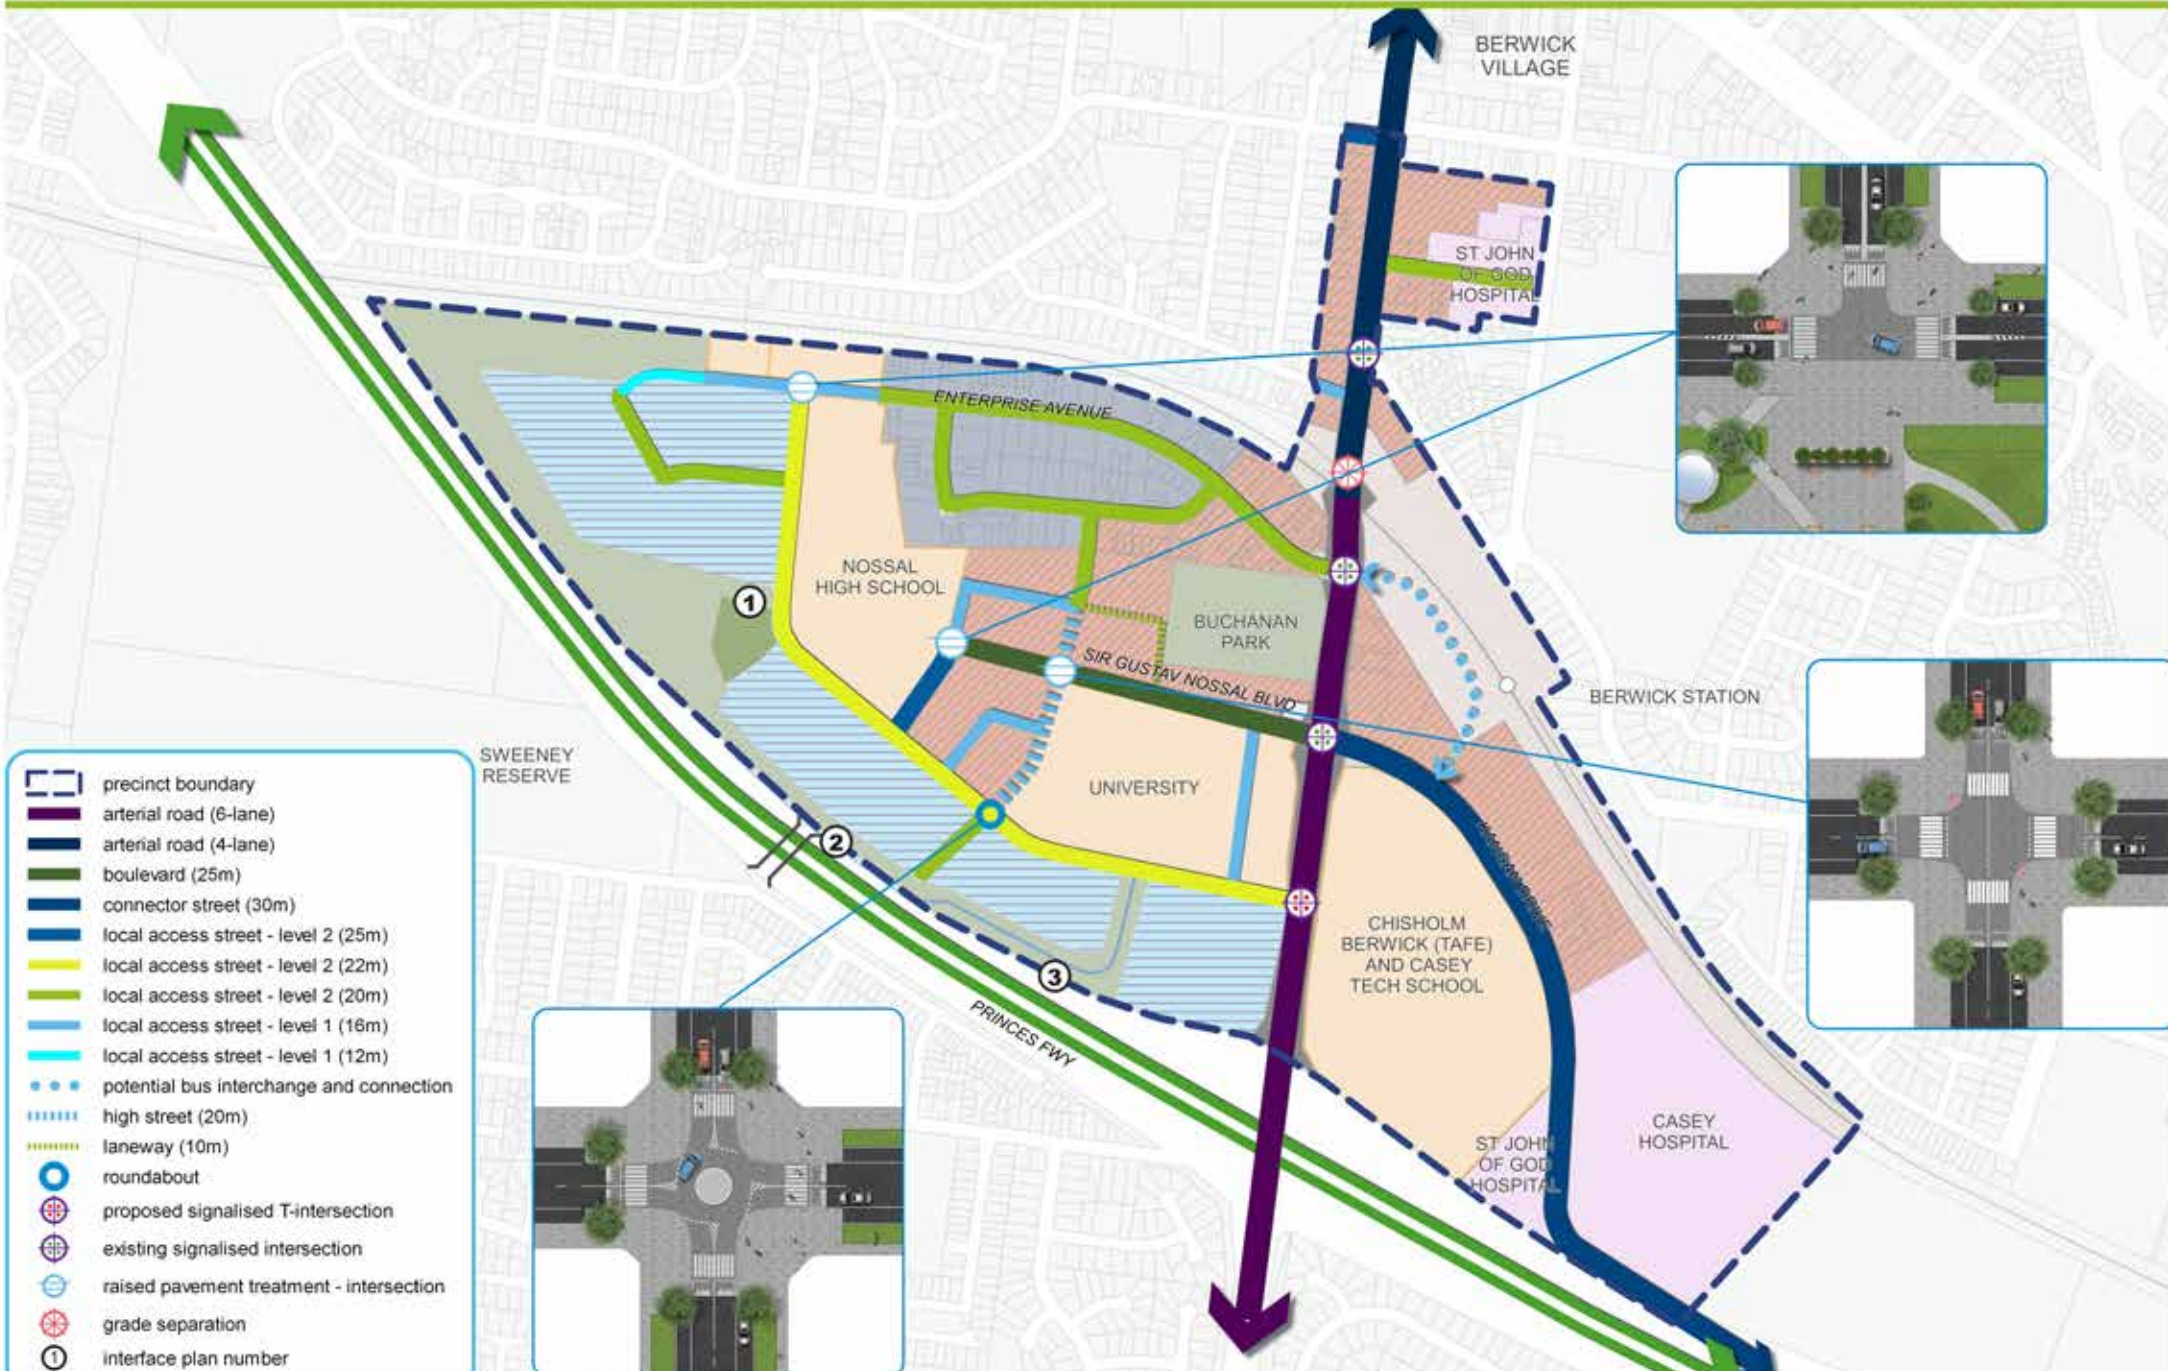 BERWICK
VILLAGE
ST JOHN
OF GOD
HOSPITAL
ENTERPRISE AVENUE
NOSSAL
HIGH SCHOOL
1
BUCHANAN
PARK
SIR GUSTAV NOSSAL BLVD
BERWICK STATION
SWEENEY
RESERVE
UNIVERSITY
2
3
PRINCES FWY
CHISHOLM
BERWICK (TAFE)
AND CASEY
TECH SCHOOL
ST JOHN
OF GOD
HOSPITAL
CASEY
HOSPITAL
precinct boundary
arterial road (6-lane)
arterial road (4-lane)
boulevard (25m)
connector street (30m)
local access street - level 2 (25m)
local access street - level 2 (22m)
local access street - level 2 (20m)
local access street - level 1 (16m)
local access street - level 1 (12m)
potential bus interchange and connection
high street (20m)
laneway (10m)
roundabout
proposed signalised T-intersection
existing signalised intersection
raised pavement treatment - intersection
grade separation
1 interface plan number